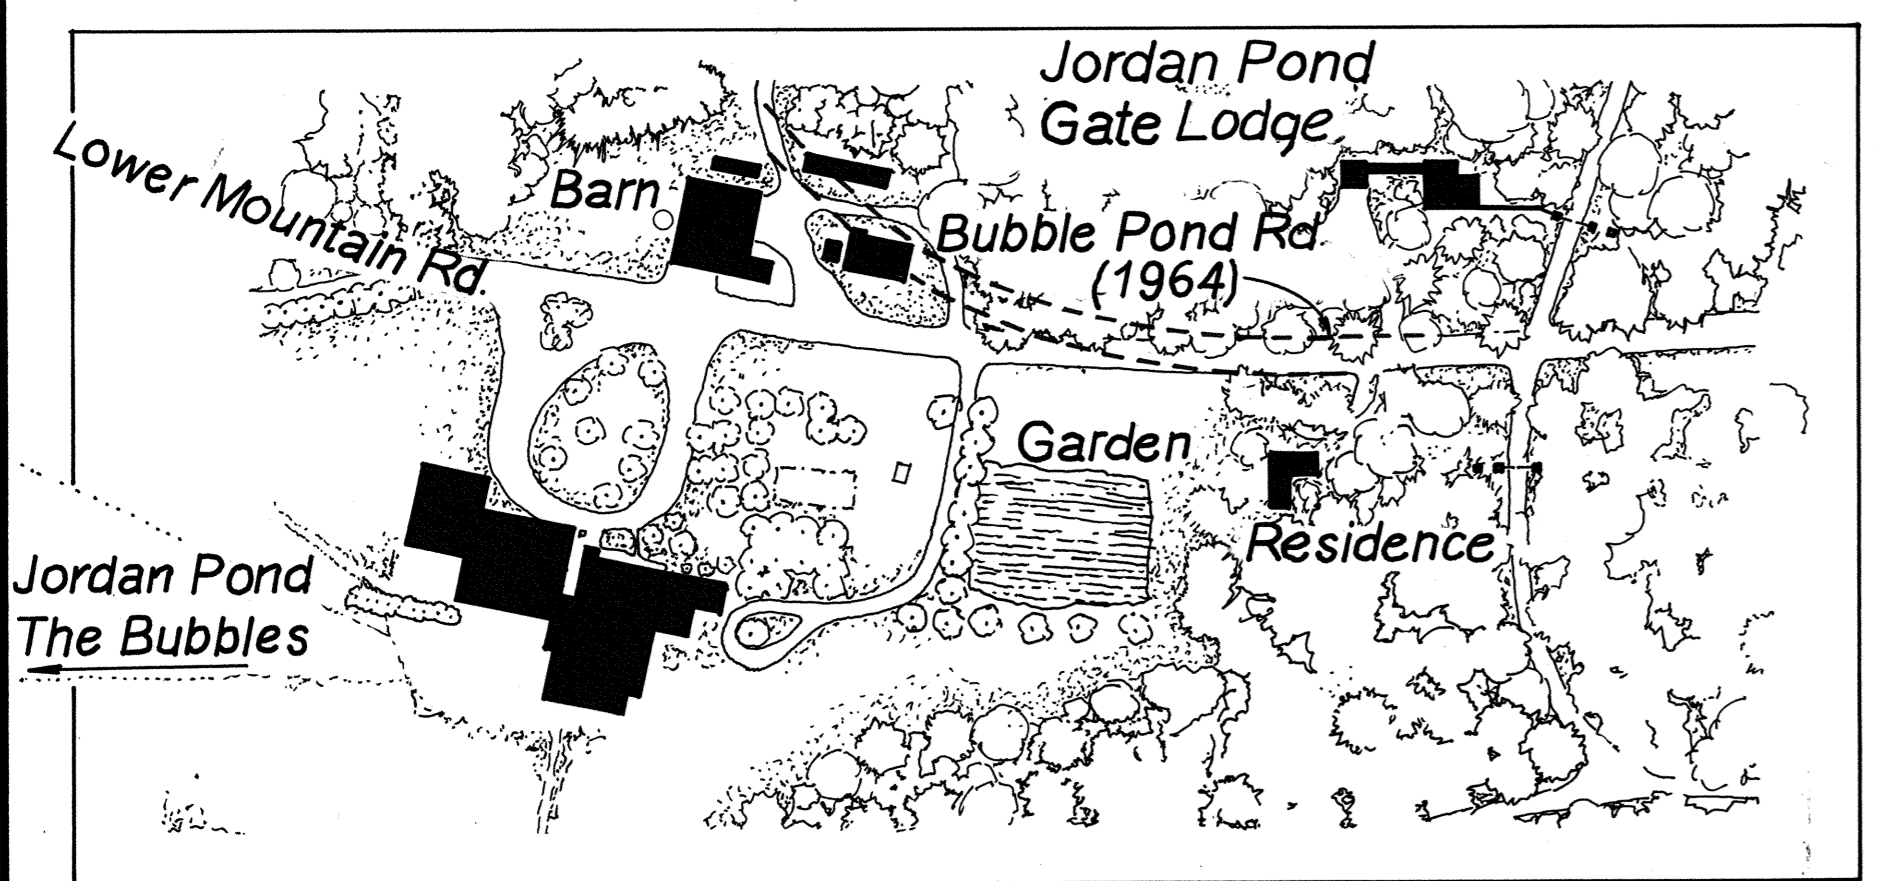 Jordan Pond
Gate Lodge
Lower Mountain Rd.
Barn
Bubble Pond Rd
(1964)
Garden
Residence
Jordan Pond
The Bubbles